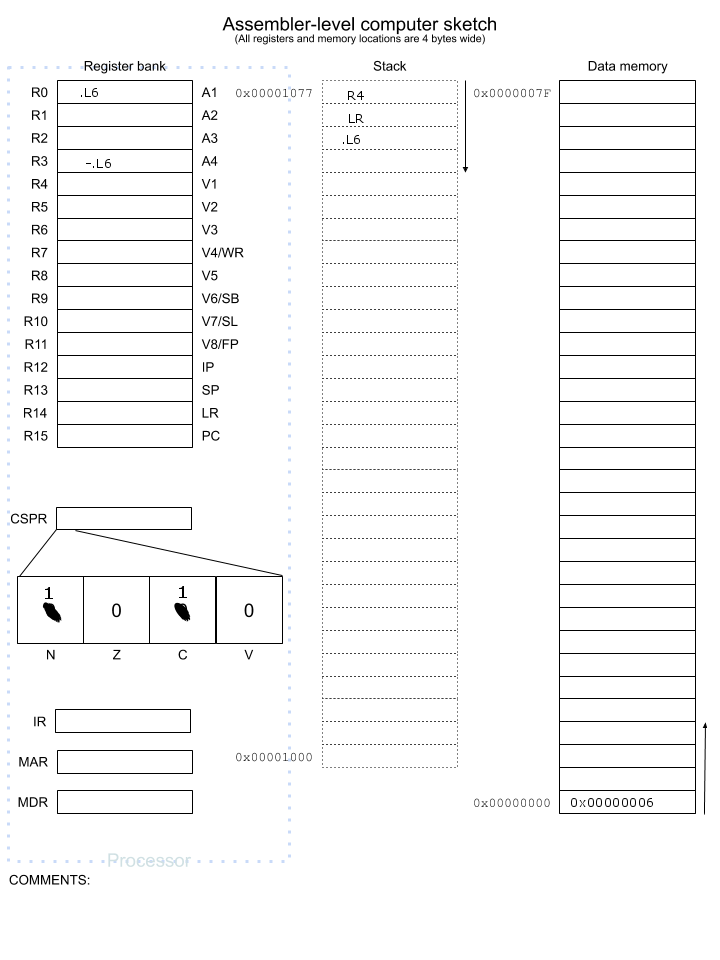 Assembler-level computer sketch
(All registers and memory locations are 4 bytes wide)
Register bank Stack Data memory
R0 .L6 A1 0x00001077 R4 0x0000007F
R1 A2 LR
R2 A3 .L6
R3 -.L6 A4
R4 V1
R5 V2
R6 V3
R7 V4/WR
R8 V5
R9 V6/SB
R10 V7/SL
R11 V8/FP
R12 IP
R13 SP
R14 LR
R15 PC
CSPR
1 0 1 0
N Z C V
IR
MAR 0x00001000
MDR 0x00000000 0x00000006
Processor
COMMENTS: